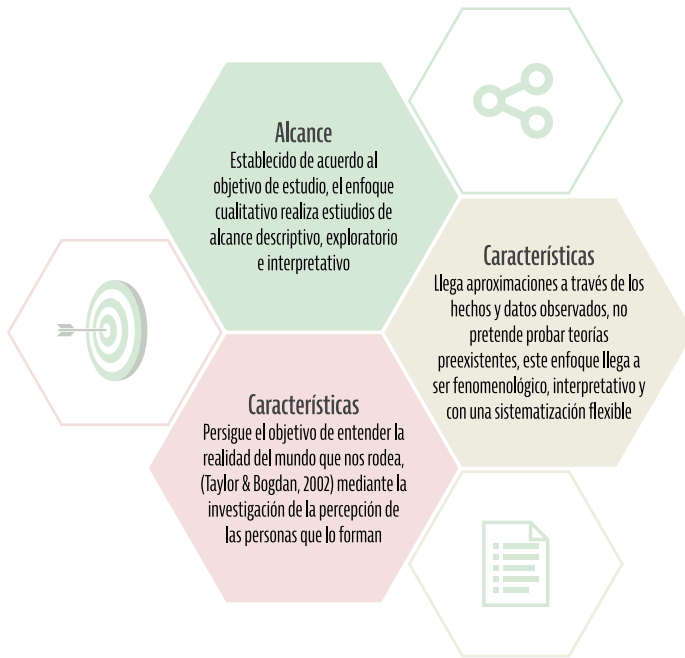 Alcance
Establecido de acuerdo al
objetivo de estudio, el enfoque
cualitativo realiza estiudios de
alcance descriptivo, exploratorio
e interpretativo
Características
Llega aproximaciones a través de los
hechos y datos observados, no
pretende probar teorías
preexistentes, este enfoque llega a
ser fenomenológico, interpretativo y
con una sistematización flexible
Características
Persigue el objetivo de entender la
realidad del mundo que nos rodea,
(Taylor & Bogdan, 2002) mediante la
investigación de la percepción de
las personas que lo forman